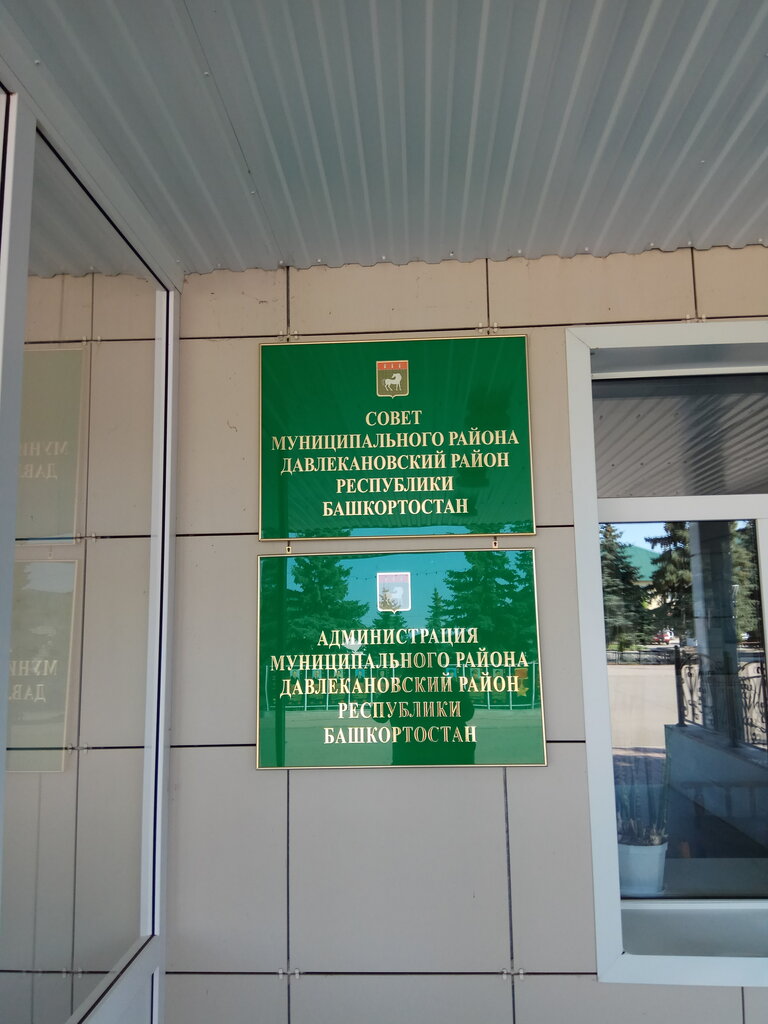 СОВЕТ
МУНИЦИПАЛЬНОГО РАЙОНА
ДАВЛЕКАНОВСКИЙ РАЙОН
РЕСПУБЛИКИ
БАШКОРТОСТАН
АДМИНИСТРАЦИЯ
МУНИЦИПАЛЬНОГО РАЙОНА
ДАВЛЕКАНОВСКИЙ РАЙОН
РЕСПУБЛИКИ
БАШКОРТОСТАН